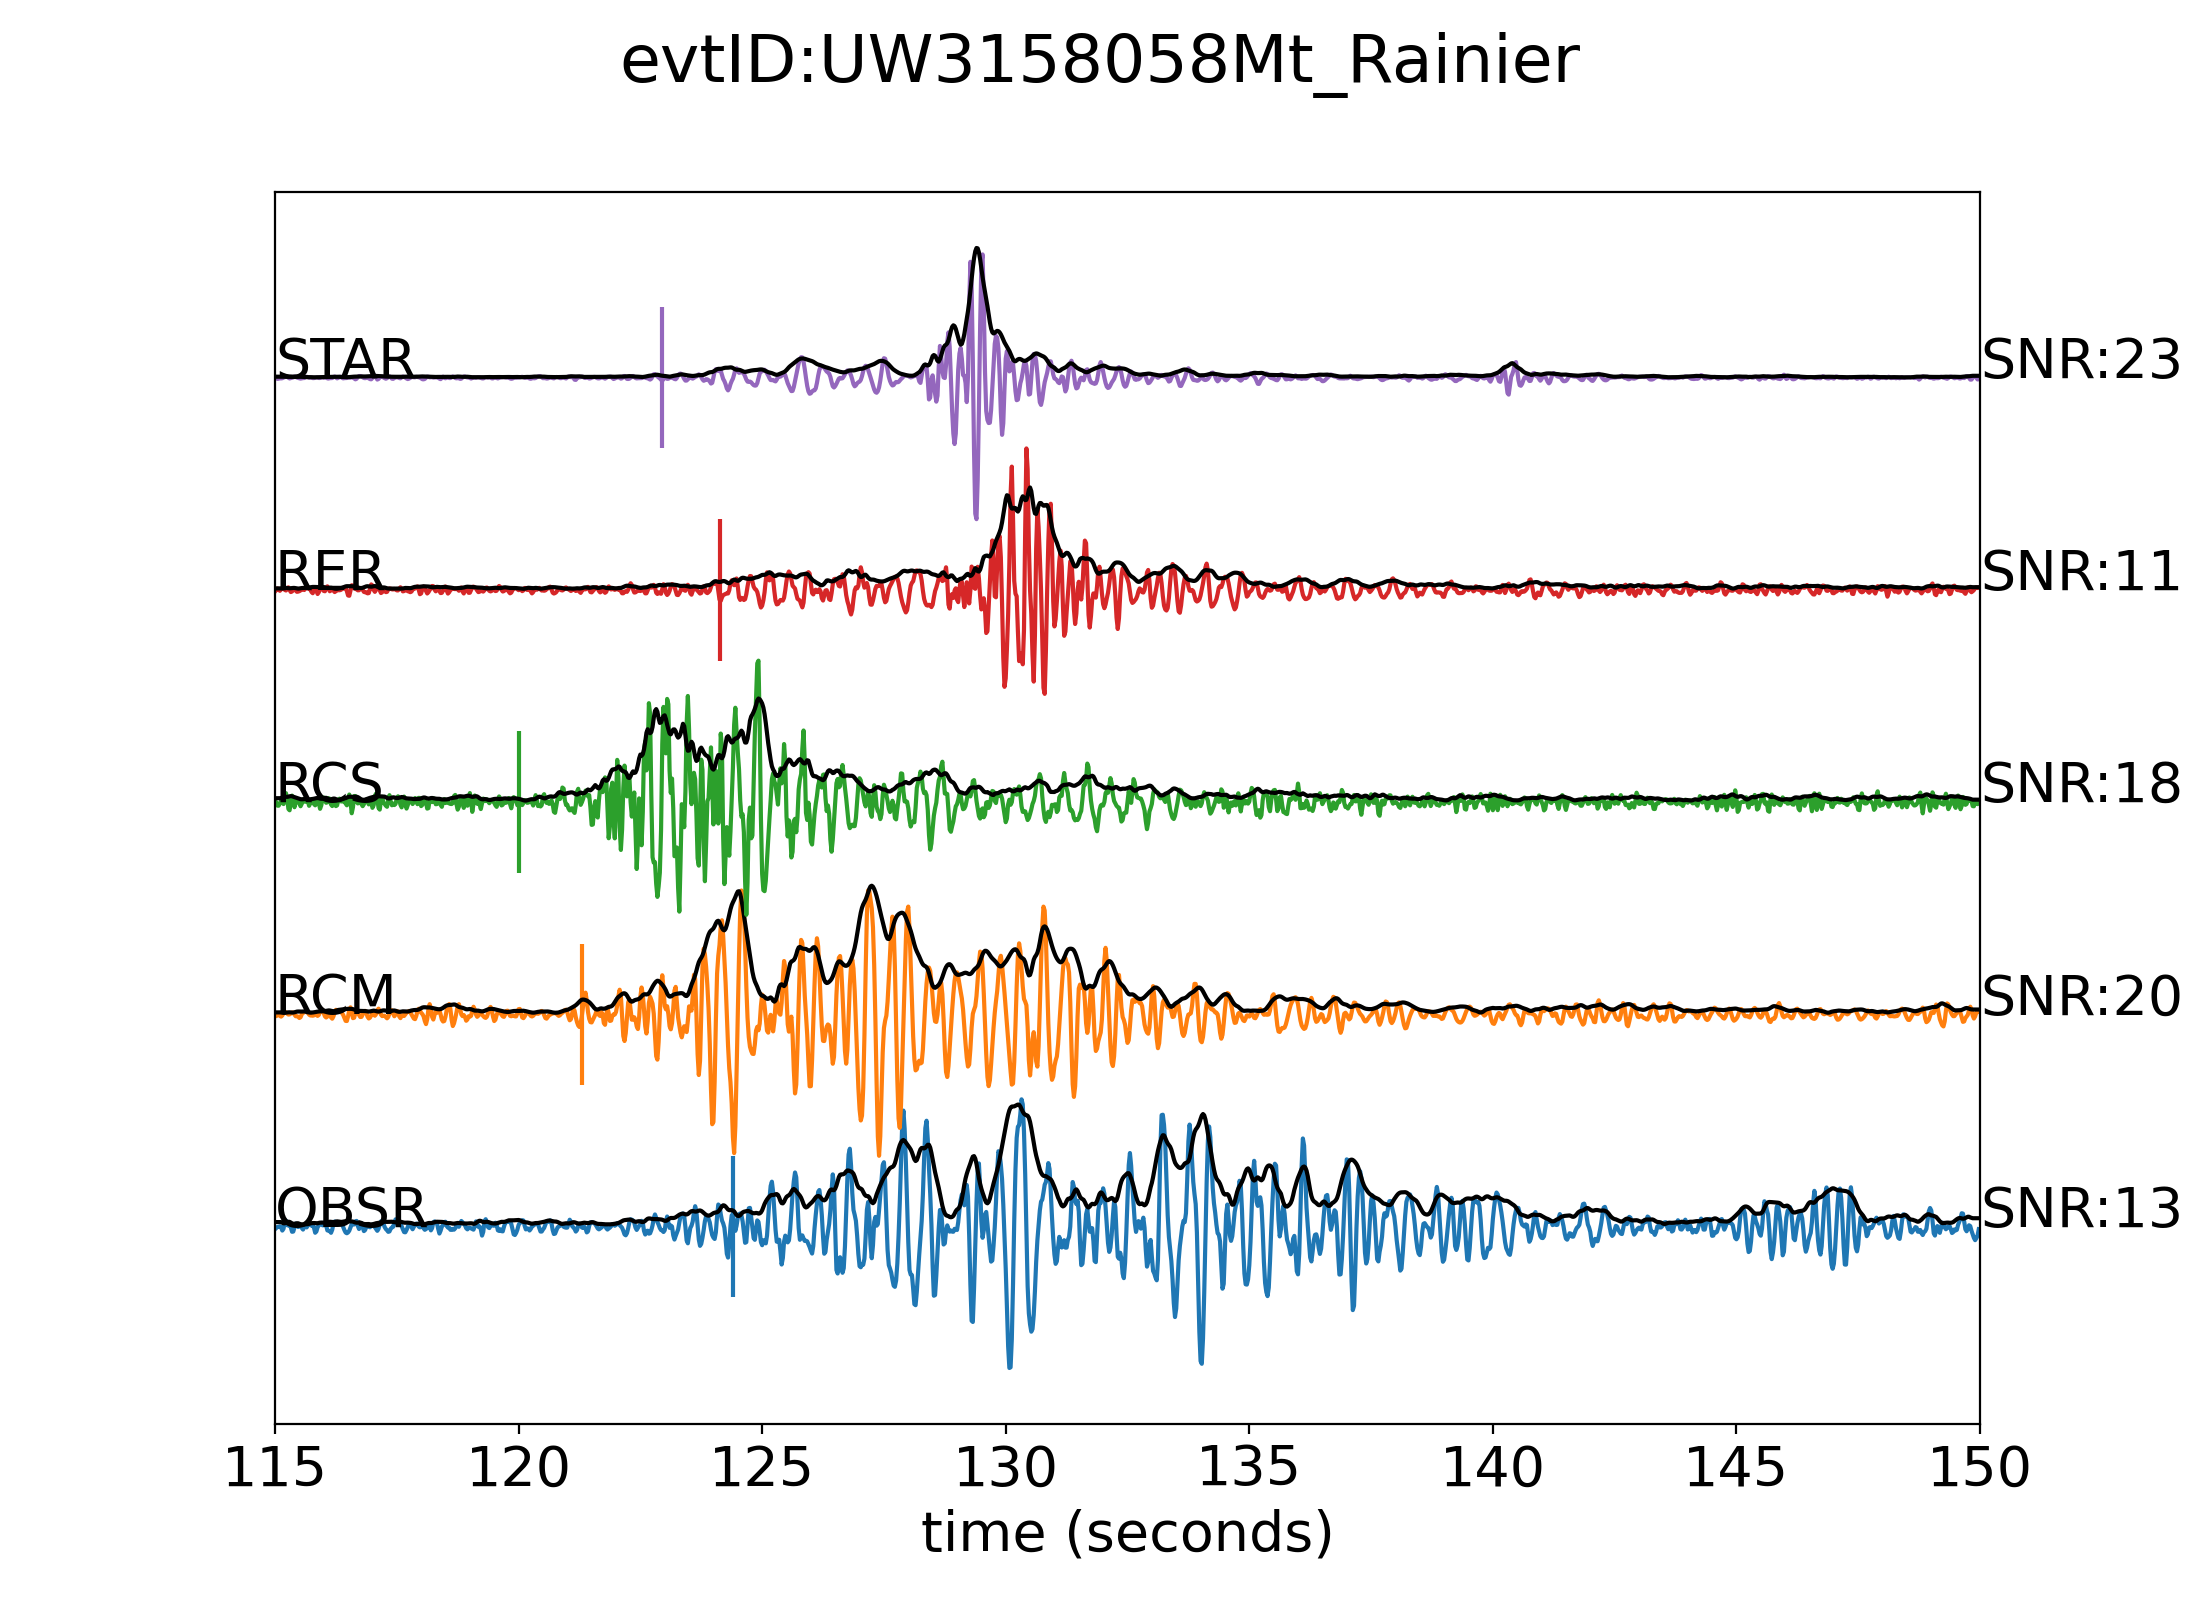 evtID:UW3158058Mt_Rainier
STAR SNR:23
RER SNR:11
RCS SNR:18
RCM SNR:20
OBSR SNR:13
115 120 125 130 135 140 145 150
time (seconds)